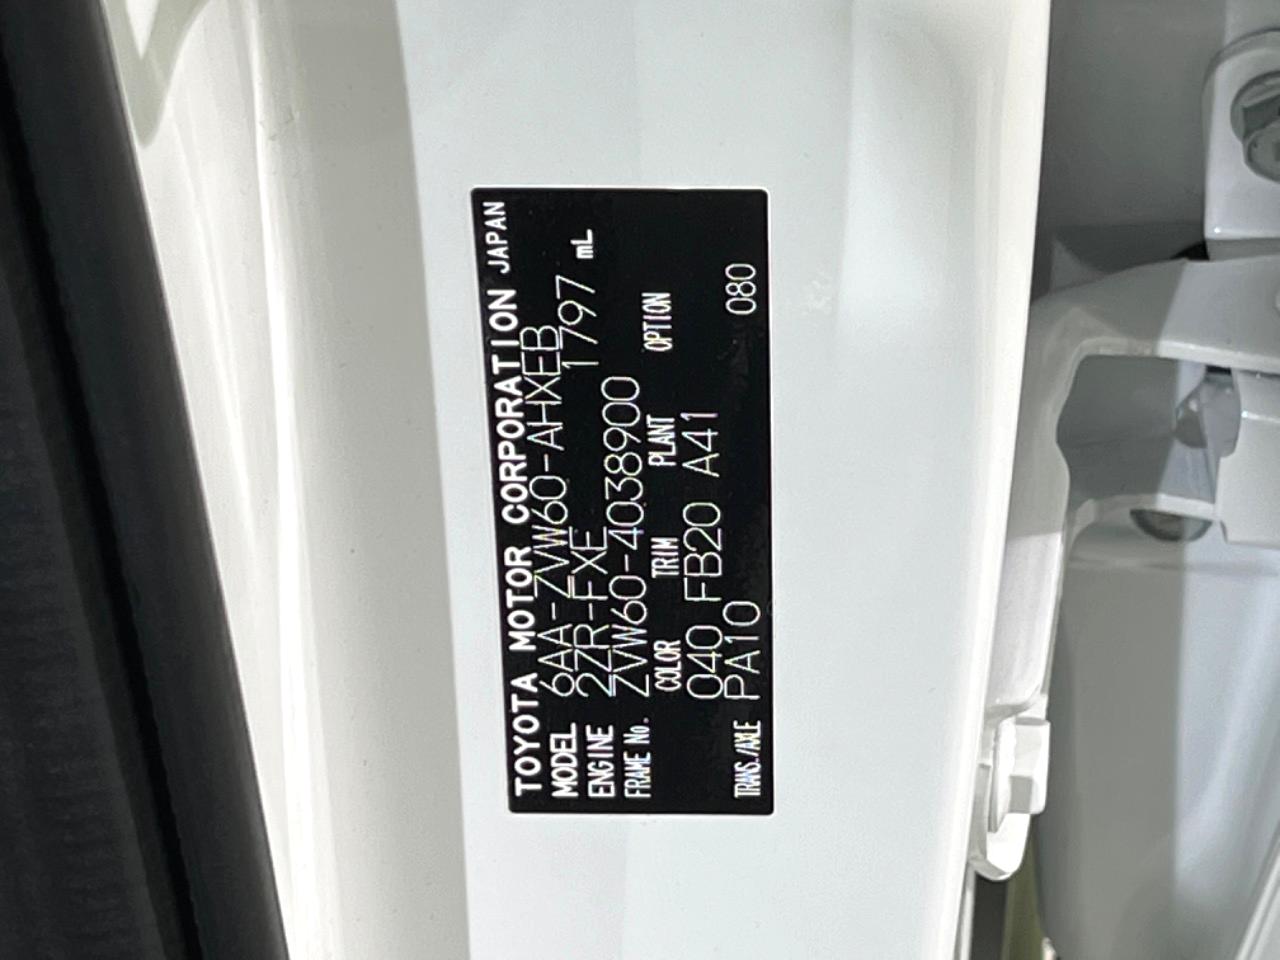 TOYOTA MOTOR CORPORATION JAPAN
MODEL 6AA-ZVW60-AHXEB
ENGINE 2ZR-FXE 1797 mL
FRAME No. ZVW60-4038900
COLOR TRIM PLANT OPTION
040 FB20 A41
TRANS./AXLE PA10 080